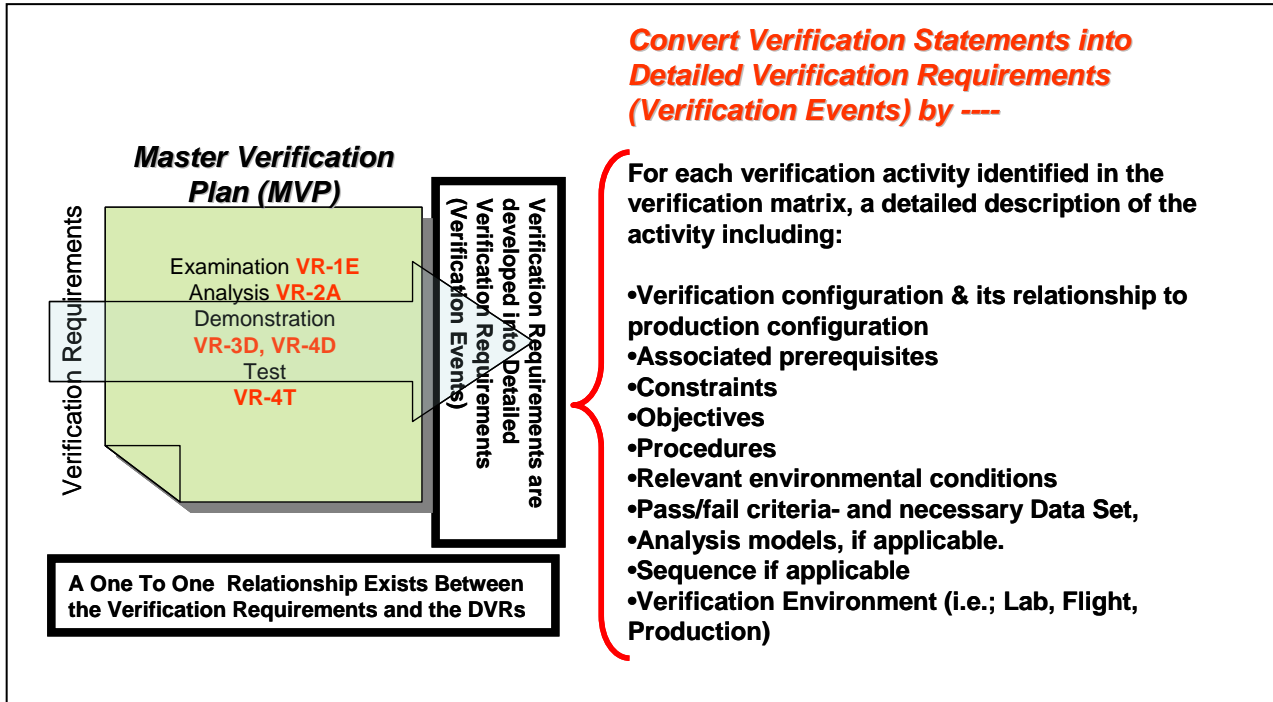 Convert Verification Statements into
Detailed Verification Requirements
(Verification Events) by ----
Master Verification
Plan (MVP)
Verification Requirements
Examination VR-1E
Analysis VR-2A
Demonstration
VR-3D, VR-4D
Test
VR-4T
Verification Requirements are
developed into Detailed
Verification Requirements
(Verification Events)
A One To One Relationship Exists Between
the Verification Requirements and the DVRs
For each verification activity identified in the
verification matrix, a detailed description of the
activity including:
•Verification configuration & its relationship to
production configuration
•Associated prerequisites
•Constraints
•Objectives
•Procedures
•Relevant environmental conditions
•Pass/fail criteria- and necessary Data Set,
•Analysis models, if applicable.
•Sequence if applicable
•Verification Environment (i.e.; Lab, Flight,
Production)